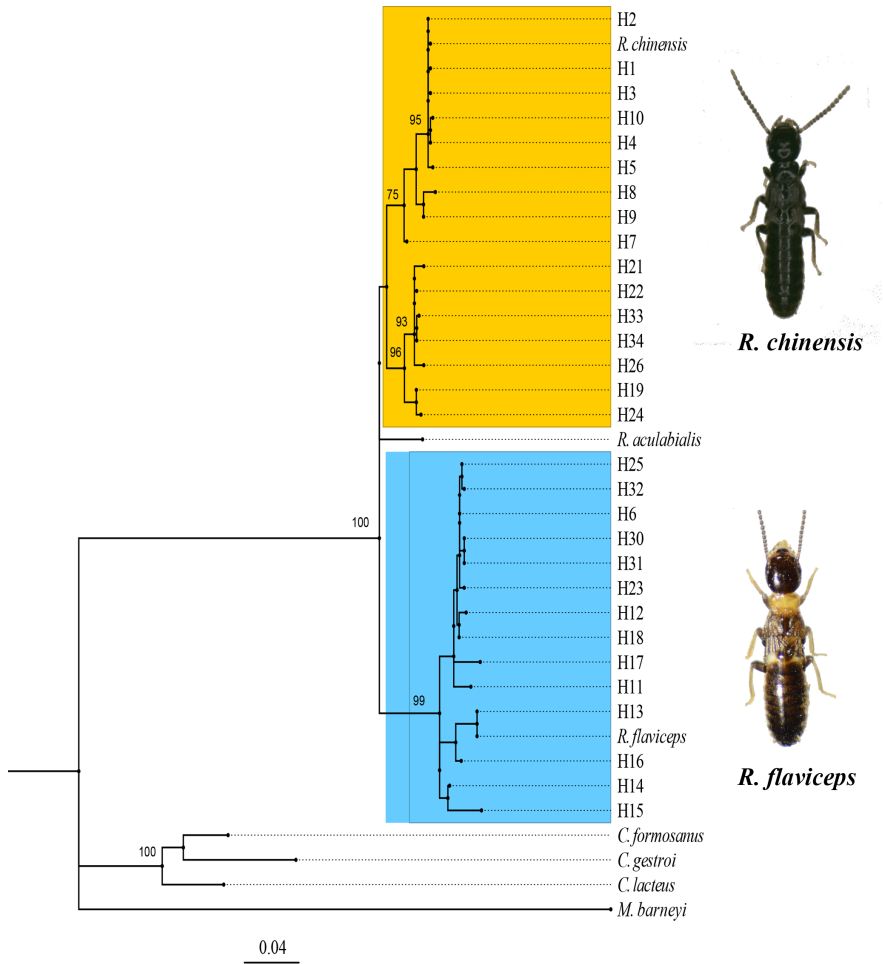 H2
R. chinensis
H1
H3
H10
H4
95
H5
H8
75
H9
H7
H21
H22
H33
93
H34
96
H26
H19
H24
R. chinensis
R. aculabialis
H25
H32
H6
100
H30
H31
H23
H12
H18
H17
H11
99
H13
R. flaviceps
H16
R. flaviceps
H14
H15
C. formosanus
100
C. gestroi
C. lacteus
M. barneyi
0.04